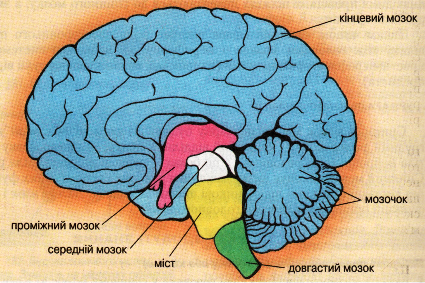 кінцевий мозок
мозочок
проміжний мозок
середній мозок
міст
довгастий мозок